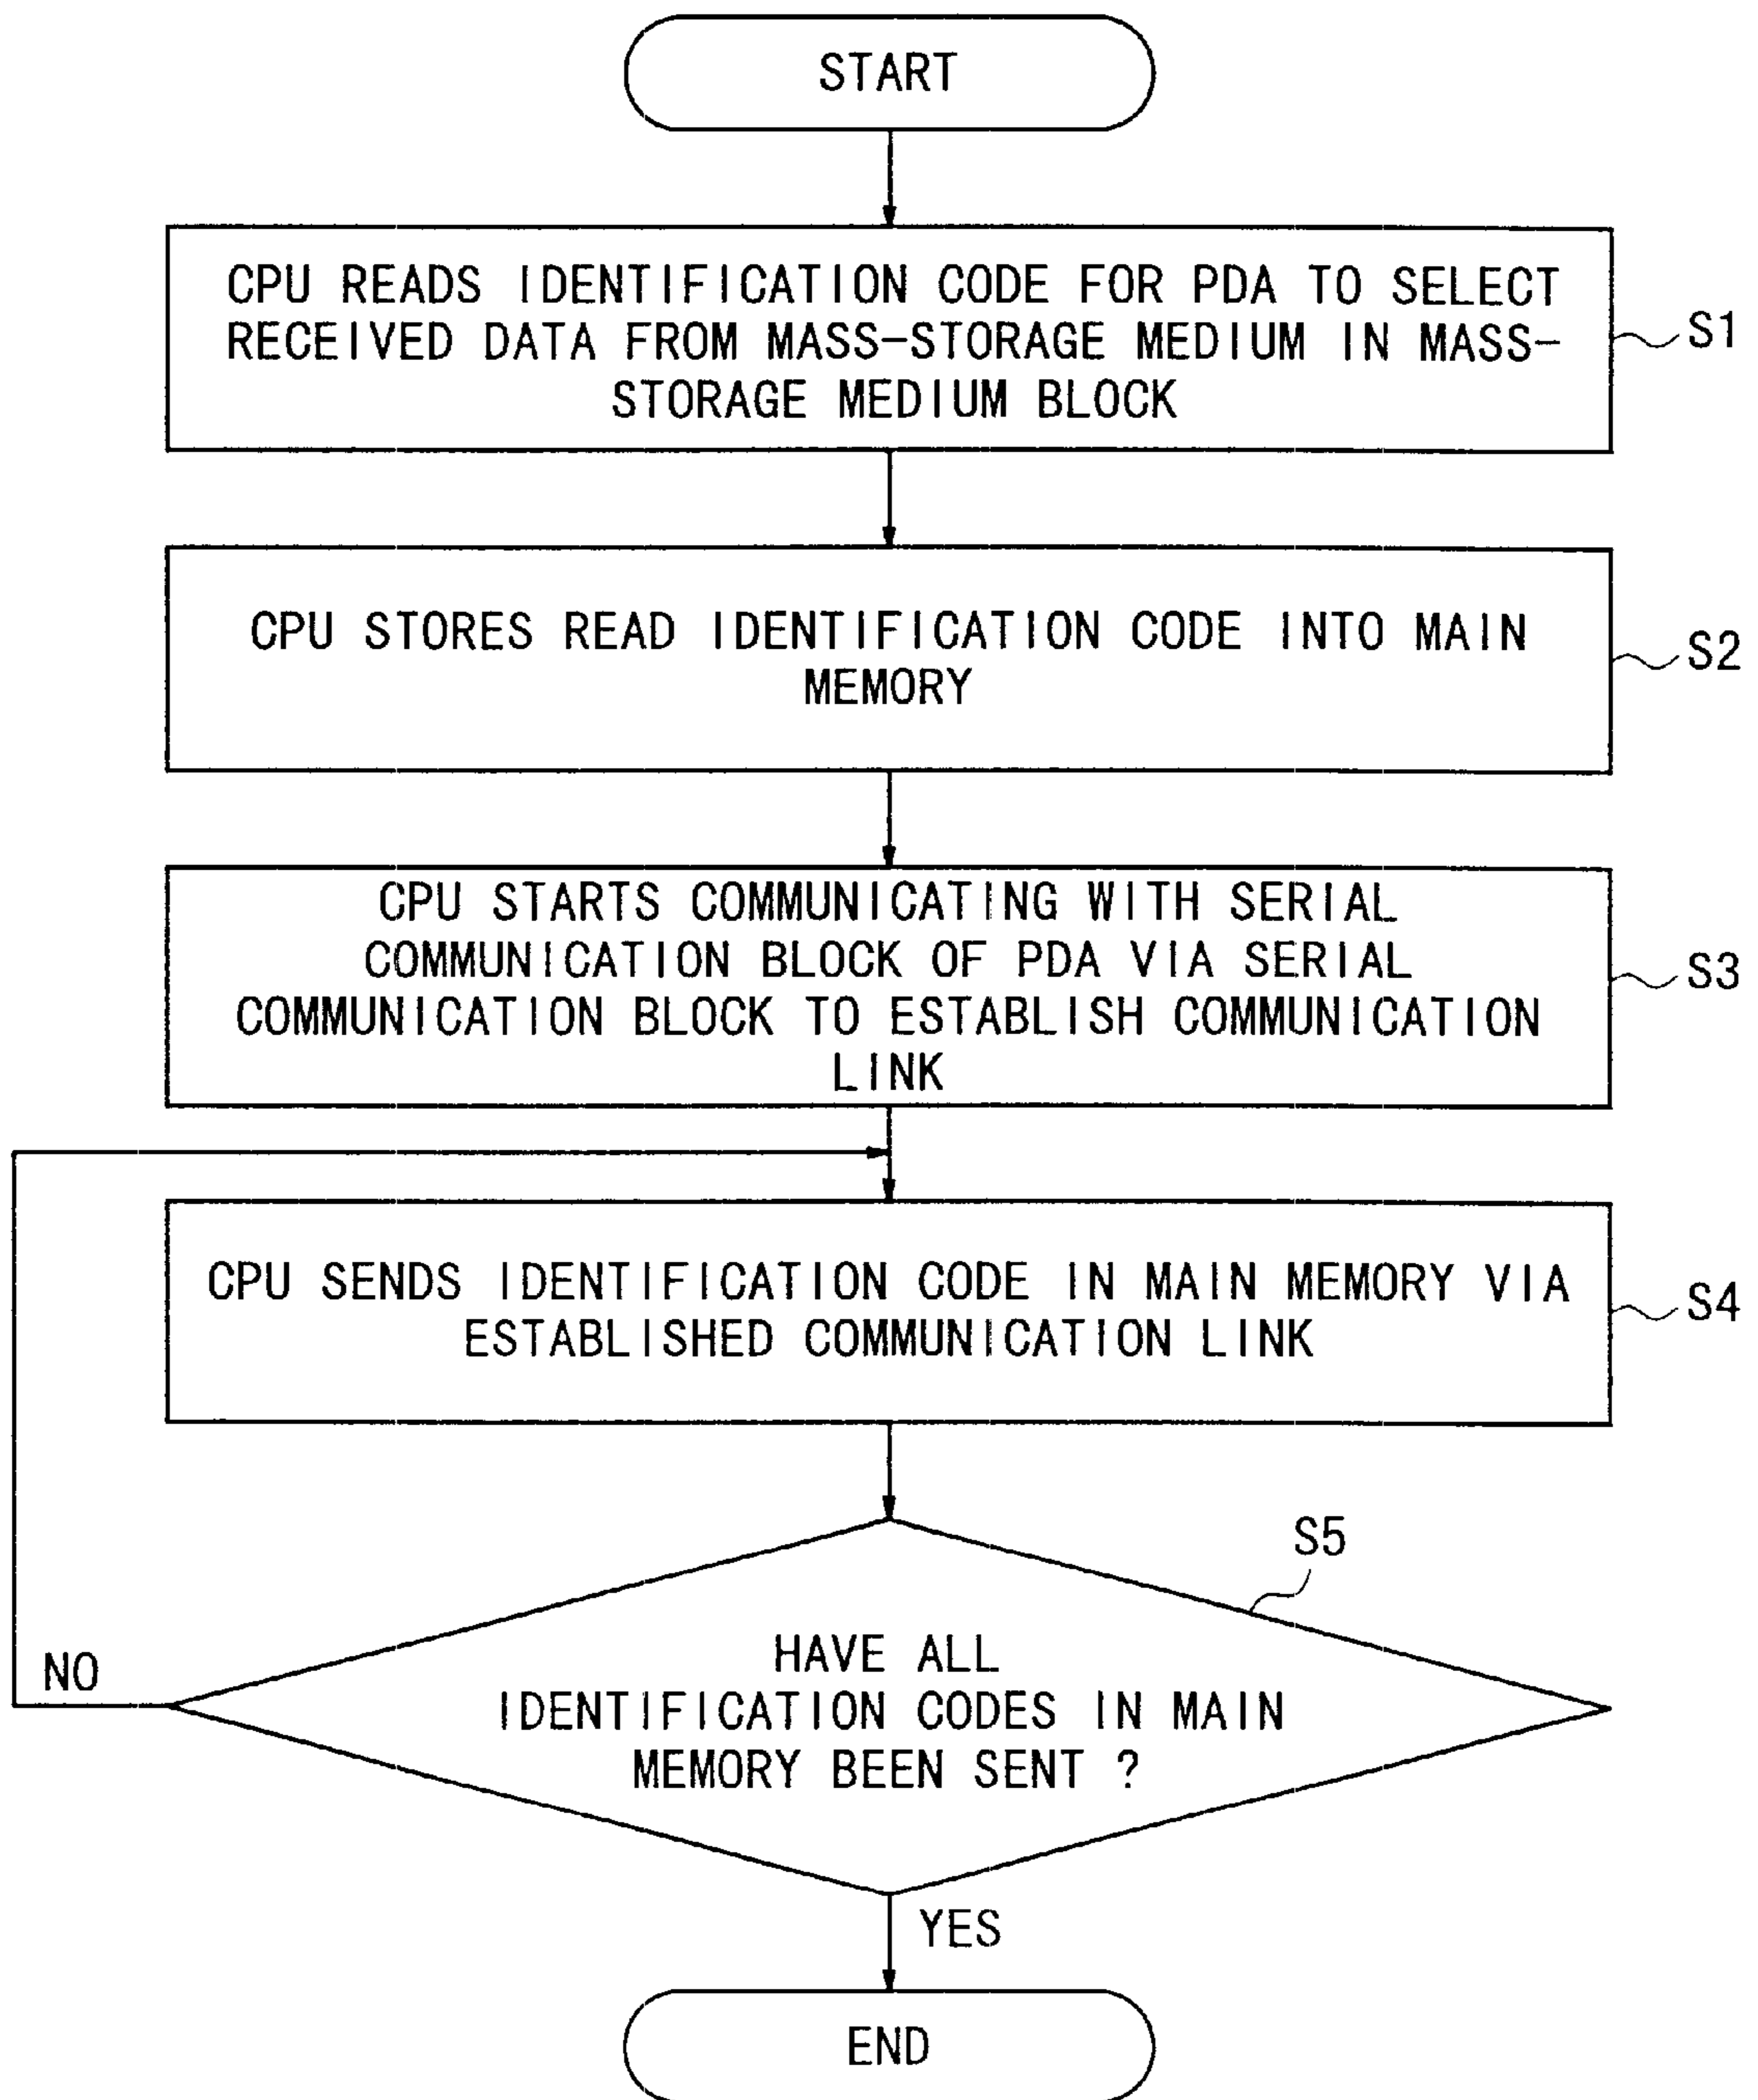 START
CPU READS IDENTIFICATION CODE FOR PDA TO SELECT
RECEIVED DATA FROM MASS-STORAGE MEDIUM IN MASS-
STORAGE MEDIUM BLOCK
S1
CPU STORES READ IDENTIFICATION CODE INTO MAIN
MEMORY
S2
CPU STARTS COMMUNICATING WITH SERIAL
COMMUNICATION BLOCK OF PDA VIA SERIAL
COMMUNICATION BLOCK TO ESTABLISH COMMUNICATION
LINK
S3
CPU SENDS IDENTIFICATION CODE IN MAIN MEMORY VIA
ESTABLISHED COMMUNICATION LINK
S4
S5
HAVE ALL
IDENTIFICATION CODES IN MAIN
MEMORY BEEN SENT ?
NO
YES
END